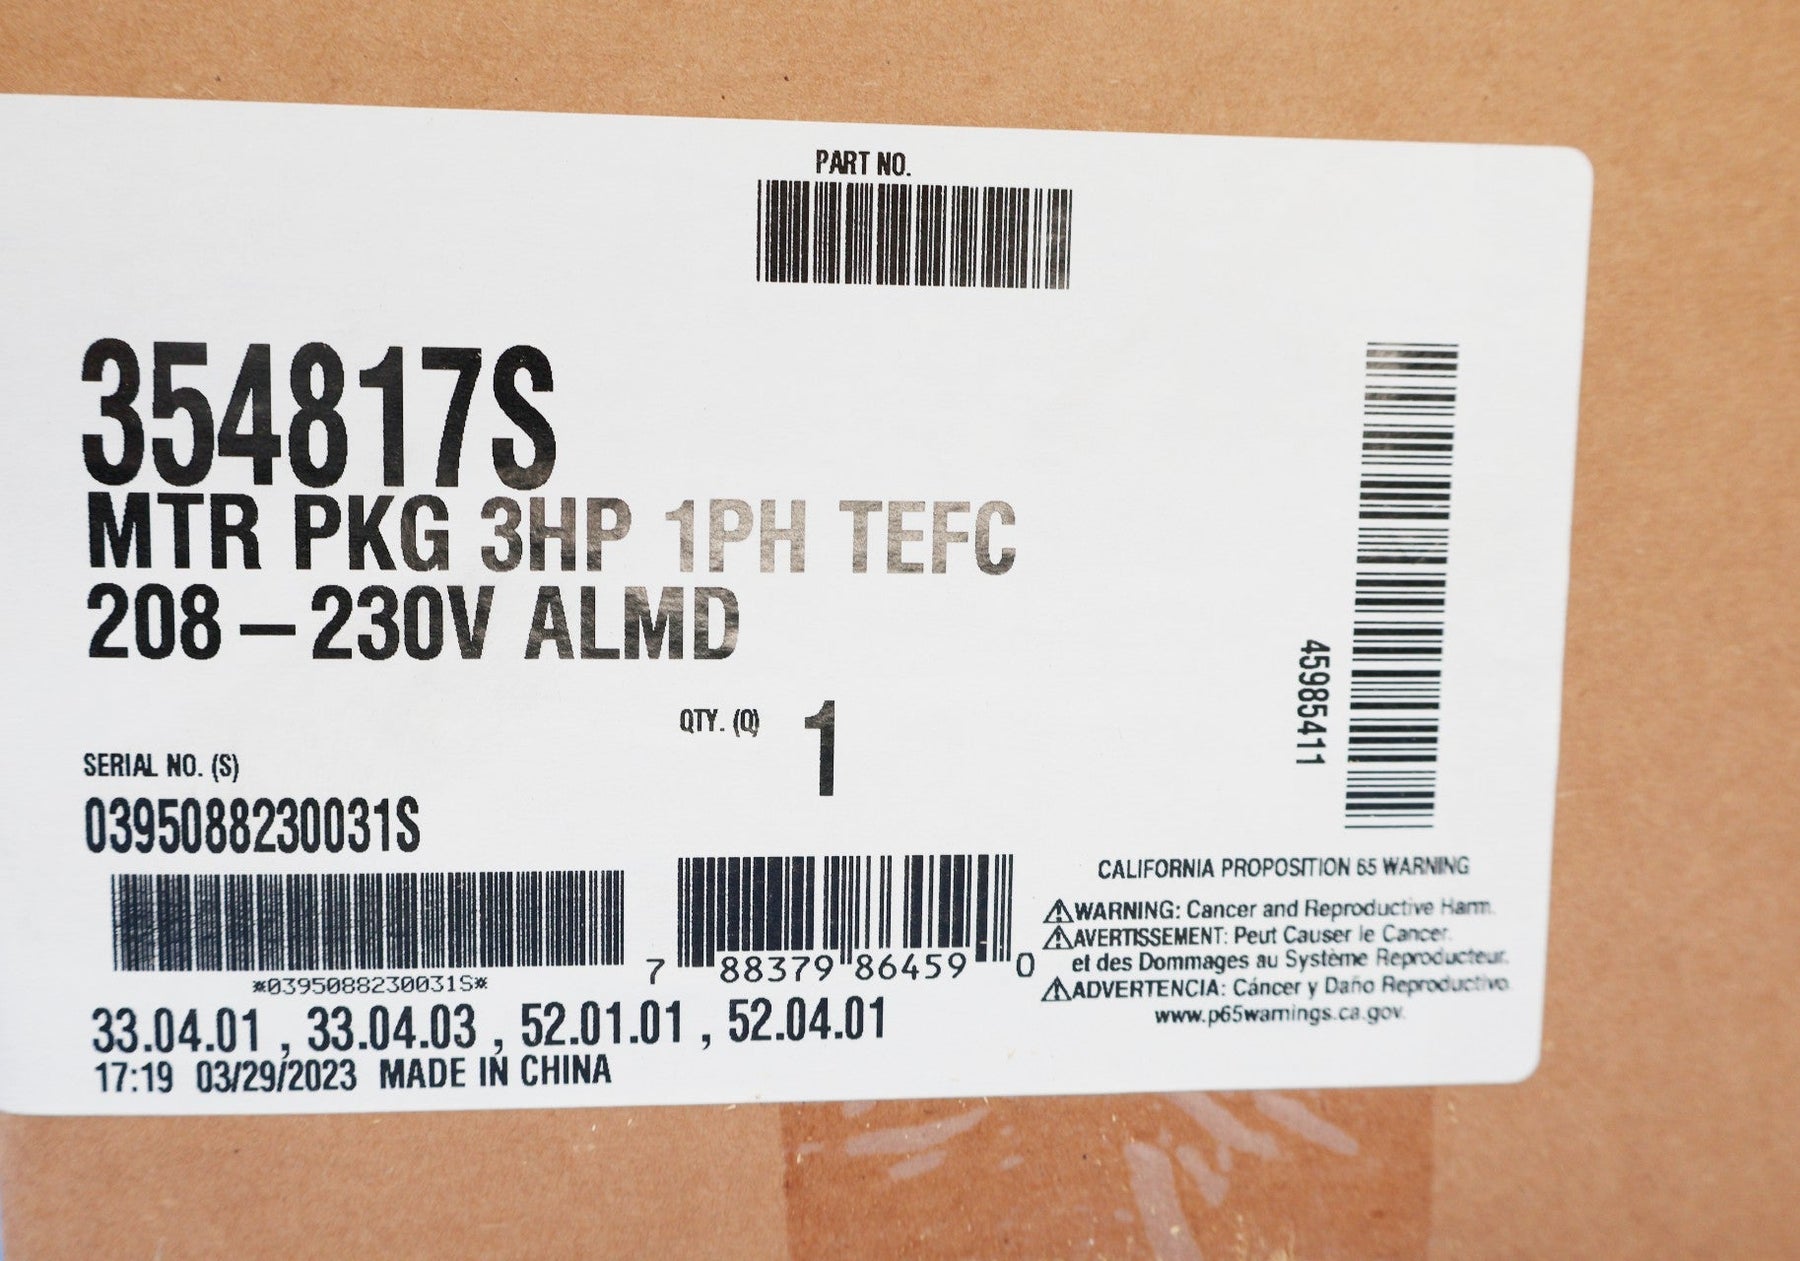 PART NO.
354817S
MTR PKG 3HP 1PH TEFC
208-230V ALMD
QTY. (Q) 1
SERIAL NO. (S)
0395088230031S
*0395088230031S*
7 88379 86459 0
33.04.01 , 33.04.03 , 52.01.01 , 52.04.01
17:19 03/29/2023 MADE IN CHINA
45985411
CALIFORNIA PROPOSITION 65 WARNING
⚠WARNING: Cancer and Reproductive Harm.
⚠AVERTISSEMENT: Peut Causer le Cancer.
et des Dommages au Système Reproducteur.
⚠ADVERTENCIA: Cáncer y Daño Reproductivo.
www.p65warnings.ca.gov.